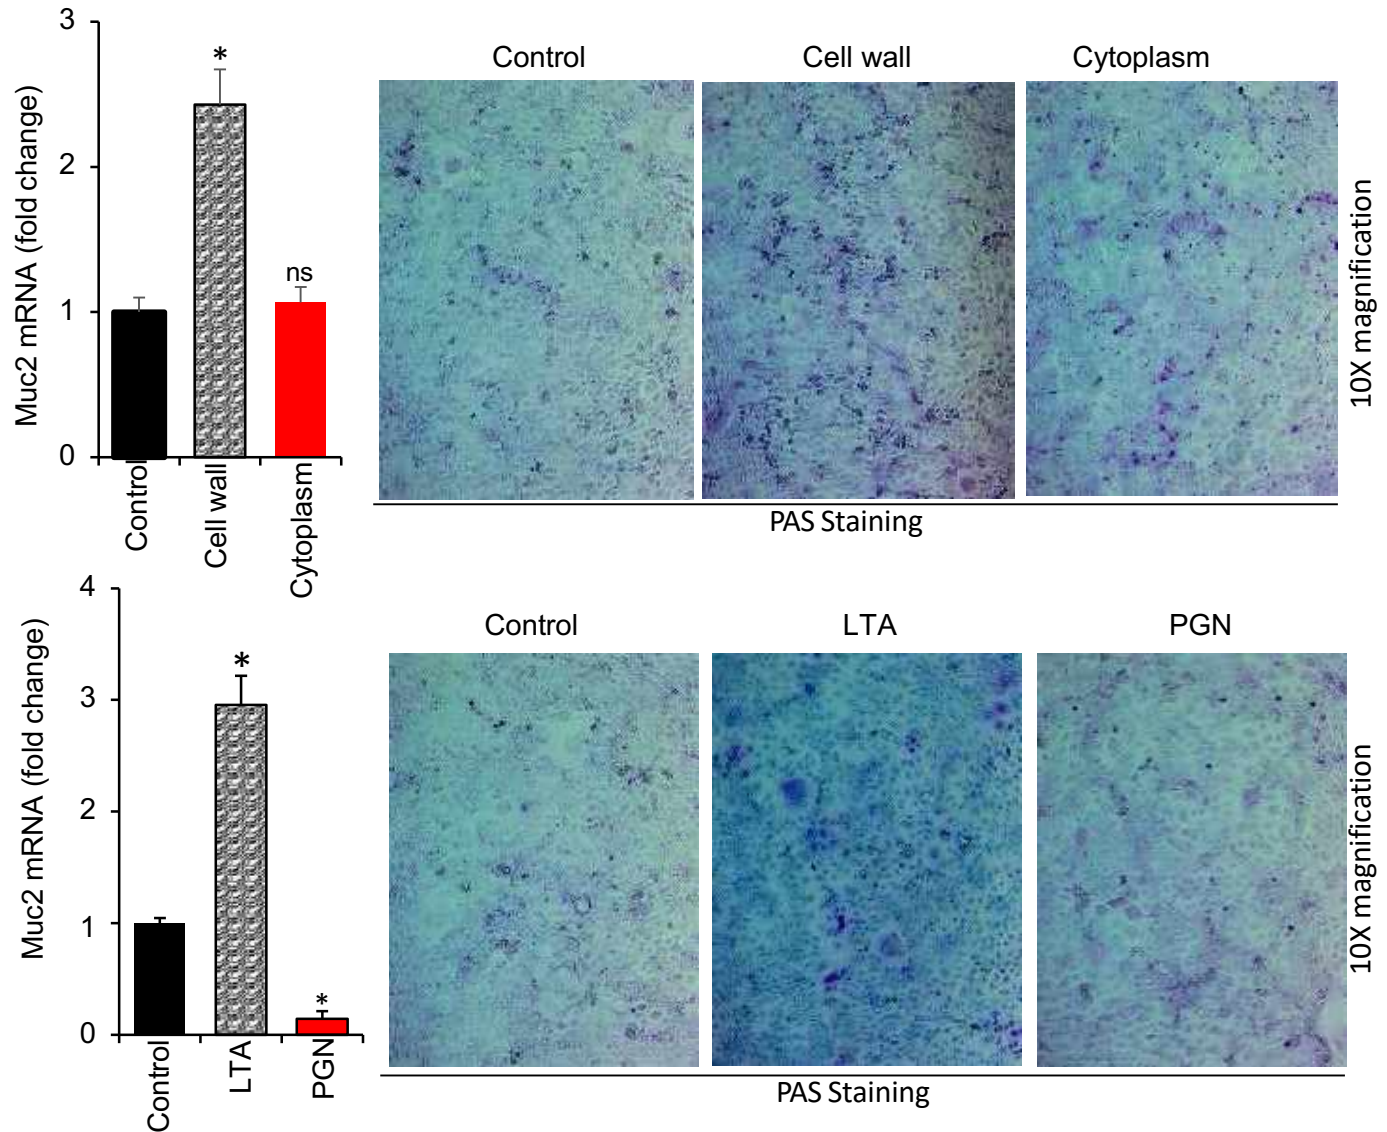 3
2
1
0
Muc2 mRNA (fold change)
*
ns
Control
Cell wall
Cytoplasm
Control
Cell wall
Cytoplasm
10X magnification
PAS Staining
4
3
2
1
0
Muc2 mRNA (fold change)
*
*
Control
LTA
PGN
Control
LTA
PGN
10X magnification
PAS Staining